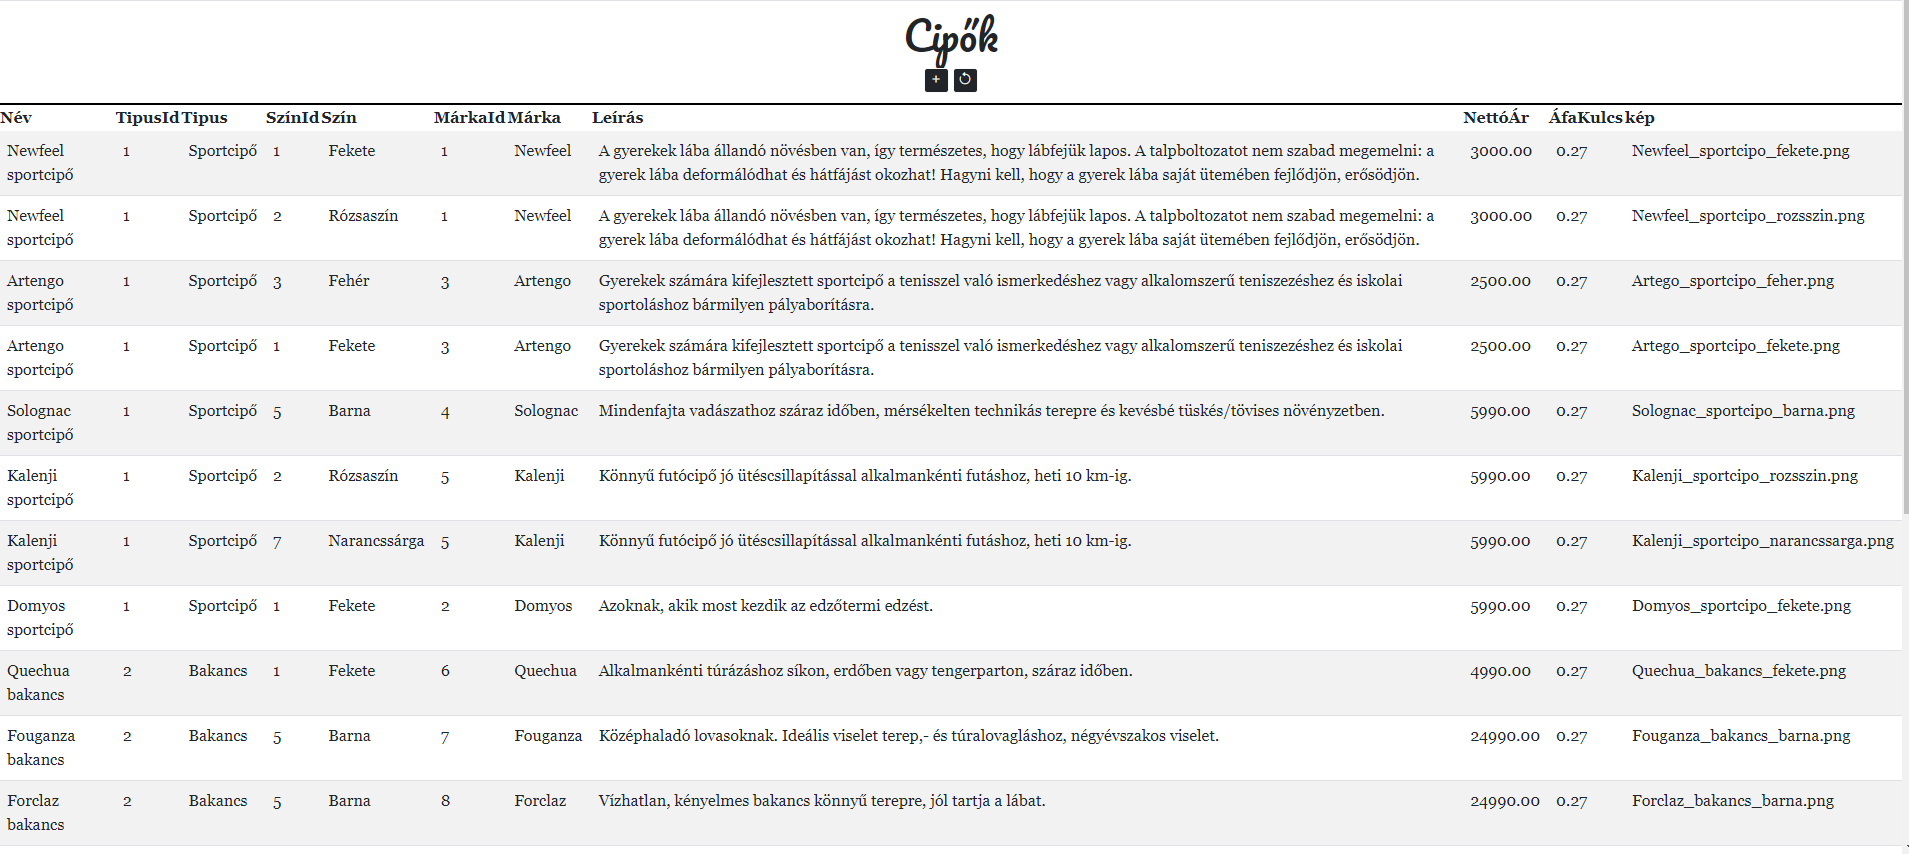 Cipők
+
Név TipusId Tipus SzínId Szín MárkaId Márka Leírás NettóÁr ÁfaKulcs kép
Newfeel 1 Sportcipő 1 Fekete 1 Newfeel A gyerekek lába állandó növésben van, így természetes, hogy lábfejük lapos. A talpboltozatot nem szabad megemelni: a 3000.00 0.27 Newfeel_sportcipo_fekete.png
sportcipő gyerek lába deformálódhat és hátfájást okozhat! Hagyni kell, hogy a gyerek lába saját ütemében fejlődjön, erősödjön.
Newfeel 1 Sportcipő 2 Rózsaszín 1 Newfeel A gyerekek lába állandó növésben van, így természetes, hogy lábfejük lapos. A talpboltozatot nem szabad megemelni: a 3000.00 0.27 Newfeel_sportcipo_rozsszin.png
sportcipő gyerek lába deformálódhat és hátfájást okozhat! Hagyni kell, hogy a gyerek lába saját ütemében fejlődjön, erősödjön.
Artengo 1 Sportcipő 3 Fehér 3 Artengo Gyerekek számára kifejlesztett sportcipő a tenisszel való ismerkedéshez vagy alkalomszerű teniszezéshez és iskolai 2500.00 0.27 Artego_sportcipo_feher.png
sportcipő sportoláshoz bármilyen pályaborításra.
Artengo 1 Sportcipő 1 Fekete 3 Artengo Gyerekek számára kifejlesztett sportcipő a tenisszel való ismerkedéshez vagy alkalomszerű teniszezéshez és iskolai 2500.00 0.27 Artego_sportcipo_fekete.png
sportcipő sportoláshoz bármilyen pályaborításra.
Solognac 1 Sportcipő 5 Barna 4 Solognac Mindenfajta vadászathoz száraz időben, mérsékelten technikás terepre és kevésbé tüskés/tövises növényzetben. 5990.00 0.27 Solognac_sportcipo_barna.png
sportcipő
Kalenji 1 Sportcipő 2 Rózsaszín 5 Kalenji Könnyű futócipő jó ütéscsillapítással alkalmankénti futáshoz, heti 10 km-ig. 5990.00 0.27 Kalenji_sportcipo_rozsszin.png
sportcipő
Kalenji 1 Sportcipő 7 Narancssárga 5 Kalenji Könnyű futócipő jó ütéscsillapítással alkalmankénti futáshoz, heti 10 km-ig. 5990.00 0.27 Kalenji_sportcipo_narancssarga.png
sportcipő
Domyos 1 Sportcipő 1 Fekete 2 Domyos Azoknak, akik most kezdik az edzőtermi edzést. 5990.00 0.27 Domyos_sportcipo_fekete.png
sportcipő
Quechua 2 Bakancs 1 Fekete 6 Quechua Alkalmankénti túrázáshoz síkon, erdőben vagy tengerparton, száraz időben. 4990.00 0.27 Quechua_bakancs_fekete.png
bakancs
Fouganza 2 Bakancs 5 Barna 7 Fouganza Középhaladó lovasoknak. Ideális viselet terep,- és túralovagláshoz, négyévszakos viselet. 24990.00 0.27 Fouganza_bakancs_barna.png
bakancs
Forclaz 2 Bakancs 5 Barna 8 Forclaz Vízhatlan, kényelmes bakancs könnyű terepre, jól tartja a lábat. 24990.00 0.27 Forclaz_bakancs_barna.png
bakancs